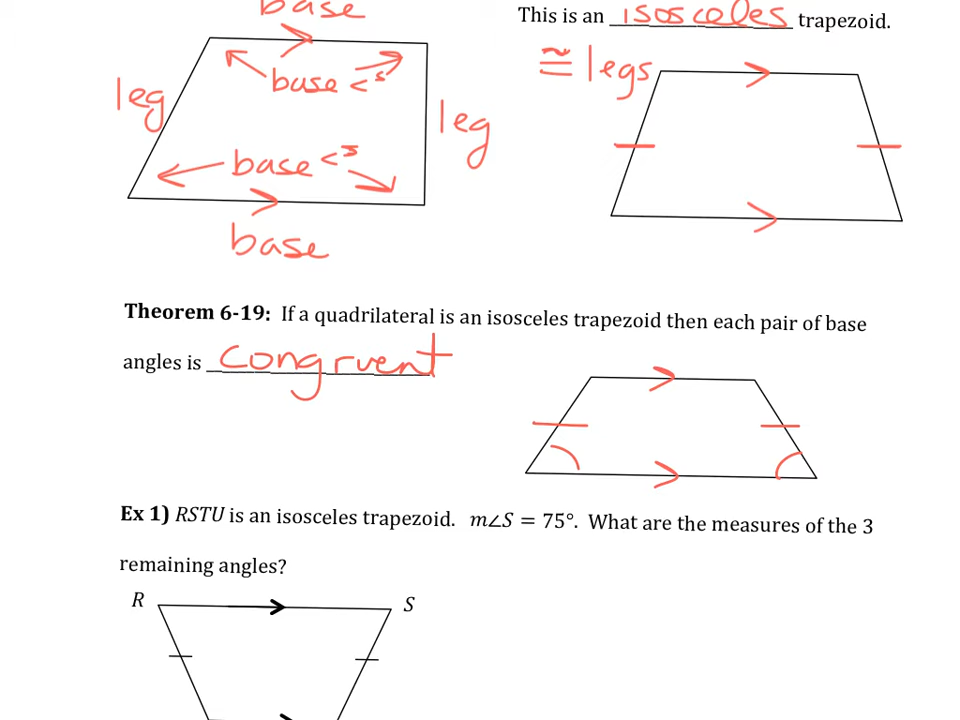 base
This is an isosceles trapezoid.
≅ legs
base <s
leg
leg
base <s
base
Theorem 6-19: If a quadrilateral is an isosceles trapezoid then each pair of base
angles is congruent
Ex 1) RSTU is an isosceles trapezoid. m∠S = 75°. What are the measures of the 3
remaining angles?
R
S